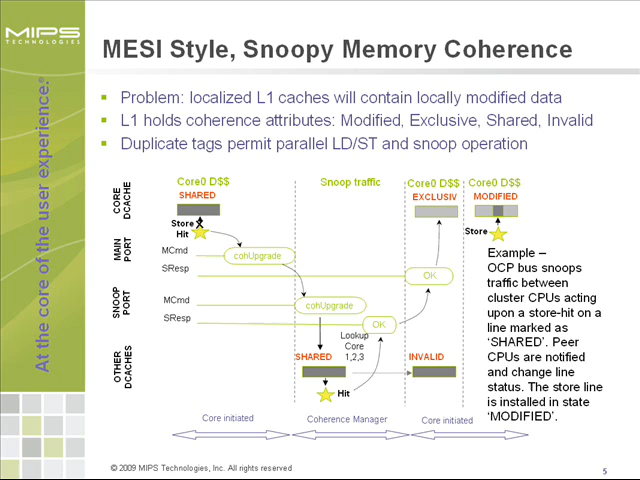 MIPS
TECHNOLOGIES
At the core of the user experience.®
MESI Style, Snoopy Memory Coherence
Problem: localized L1 caches will contain locally modified data
L1 holds coherence attributes: Modified, Exclusive, Shared, Invalid
Duplicate tags permit parallel LD/ST and snoop operation
Core0 D$$ Snoop traffic Core0 D$$ Core0 D$$
SHARED EXCLUSIV MODIFIED
CORE
DCACHE
Store
Hit
Store
MAIN
PORT
MCmd
cohUpgrade
SResp
OK
SNOOP
PORT
MCmd
cohUpgrade
SResp
OK
Lookup
Core
1,2,3
OTHER
DCACHES
SHARED INVALID
Hit
Example –
OCP bus snoops
traffic between
cluster CPUs acting
upon a store-hit on a
line marked as
‘SHARED’. Peer
CPUs are notified
and change line
status. The store line
is installed in state
‘MODIFIED’.
Core initiated Coherence Manager Core initiated
© 2009 MIPS Technologies, Inc. All rights reserved
5